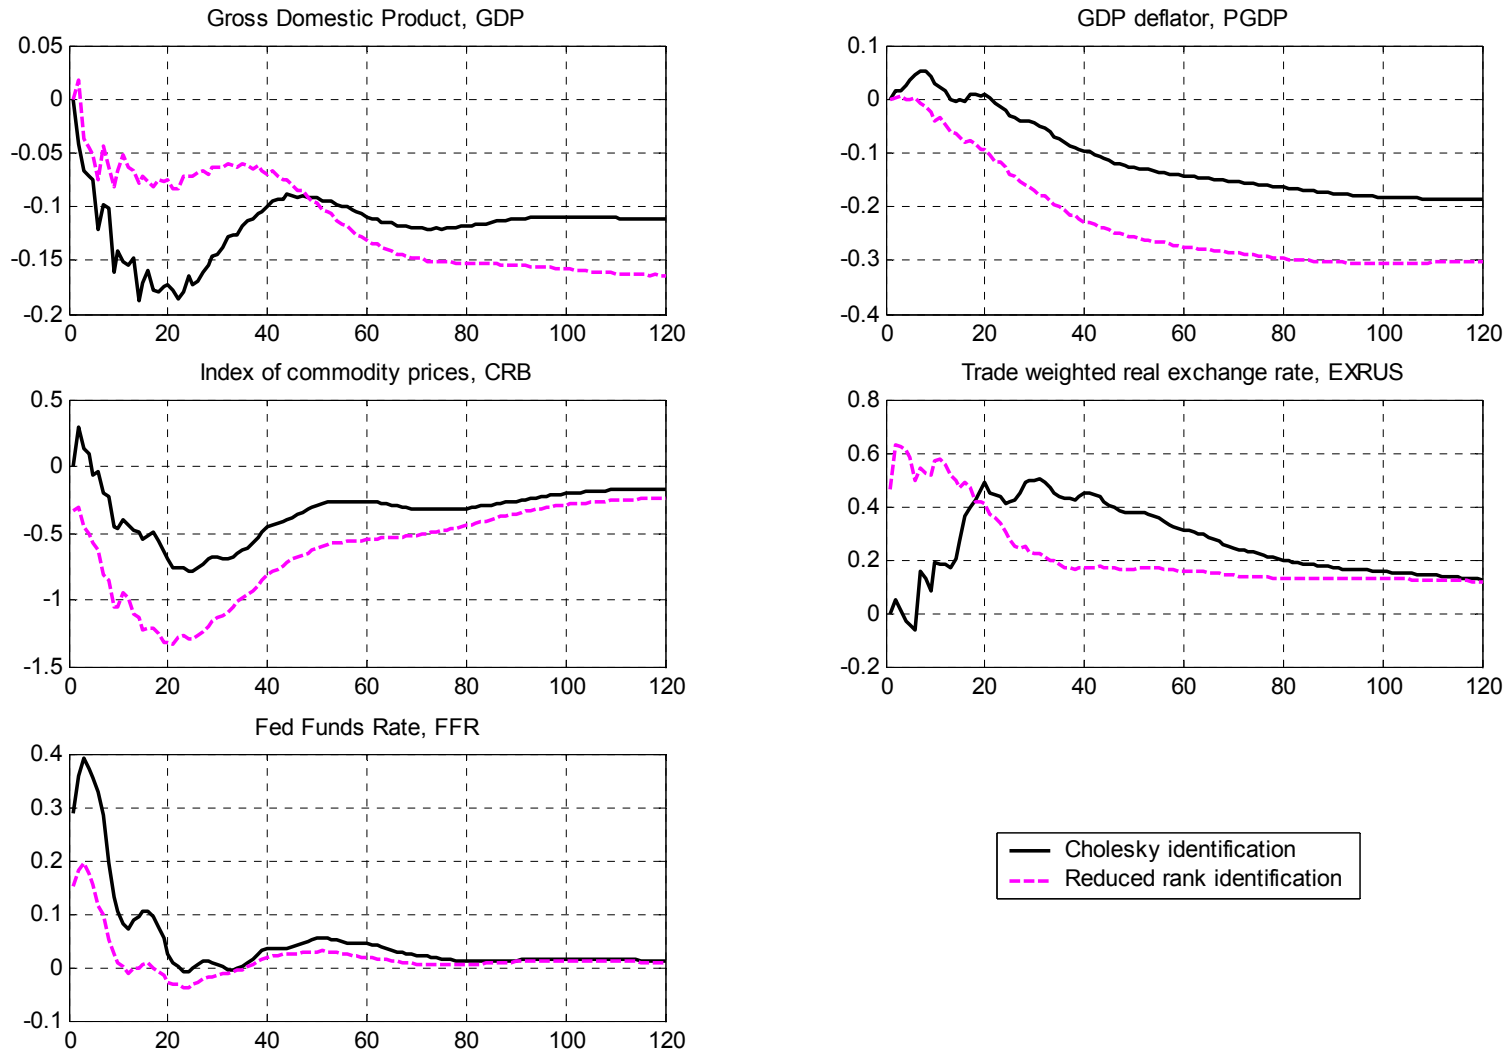 Gross Domestic Product, GDP
0.05
0
-0.05
-0.1
-0.15
-0.2
0 20 40 60 80 100 120
GDP deflator, PGDP
0.1
0
-0.1
-0.2
-0.3
-0.4
0 20 40 60 80 100 120
Index of commodity prices, CRB
0.5
0
-0.5
-1
-1.5
0 20 40 60 80 100 120
Trade weighted real exchange rate, EXRUS
0.8
0.6
0.4
0.2
0
-0.2
0 20 40 60 80 100 120
Fed Funds Rate, FFR
0.4
0.3
0.2
0.1
0
-0.1
0 20 40 60 80 100 120
Cholesky identification
Reduced rank identification